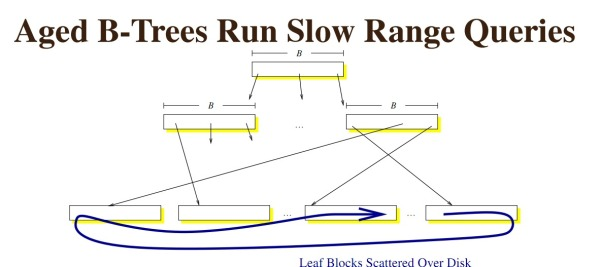 Aged B-Trees Run Slow Range Queries
B
B
...
B
...
...
Leaf Blocks Scattered Over Disk